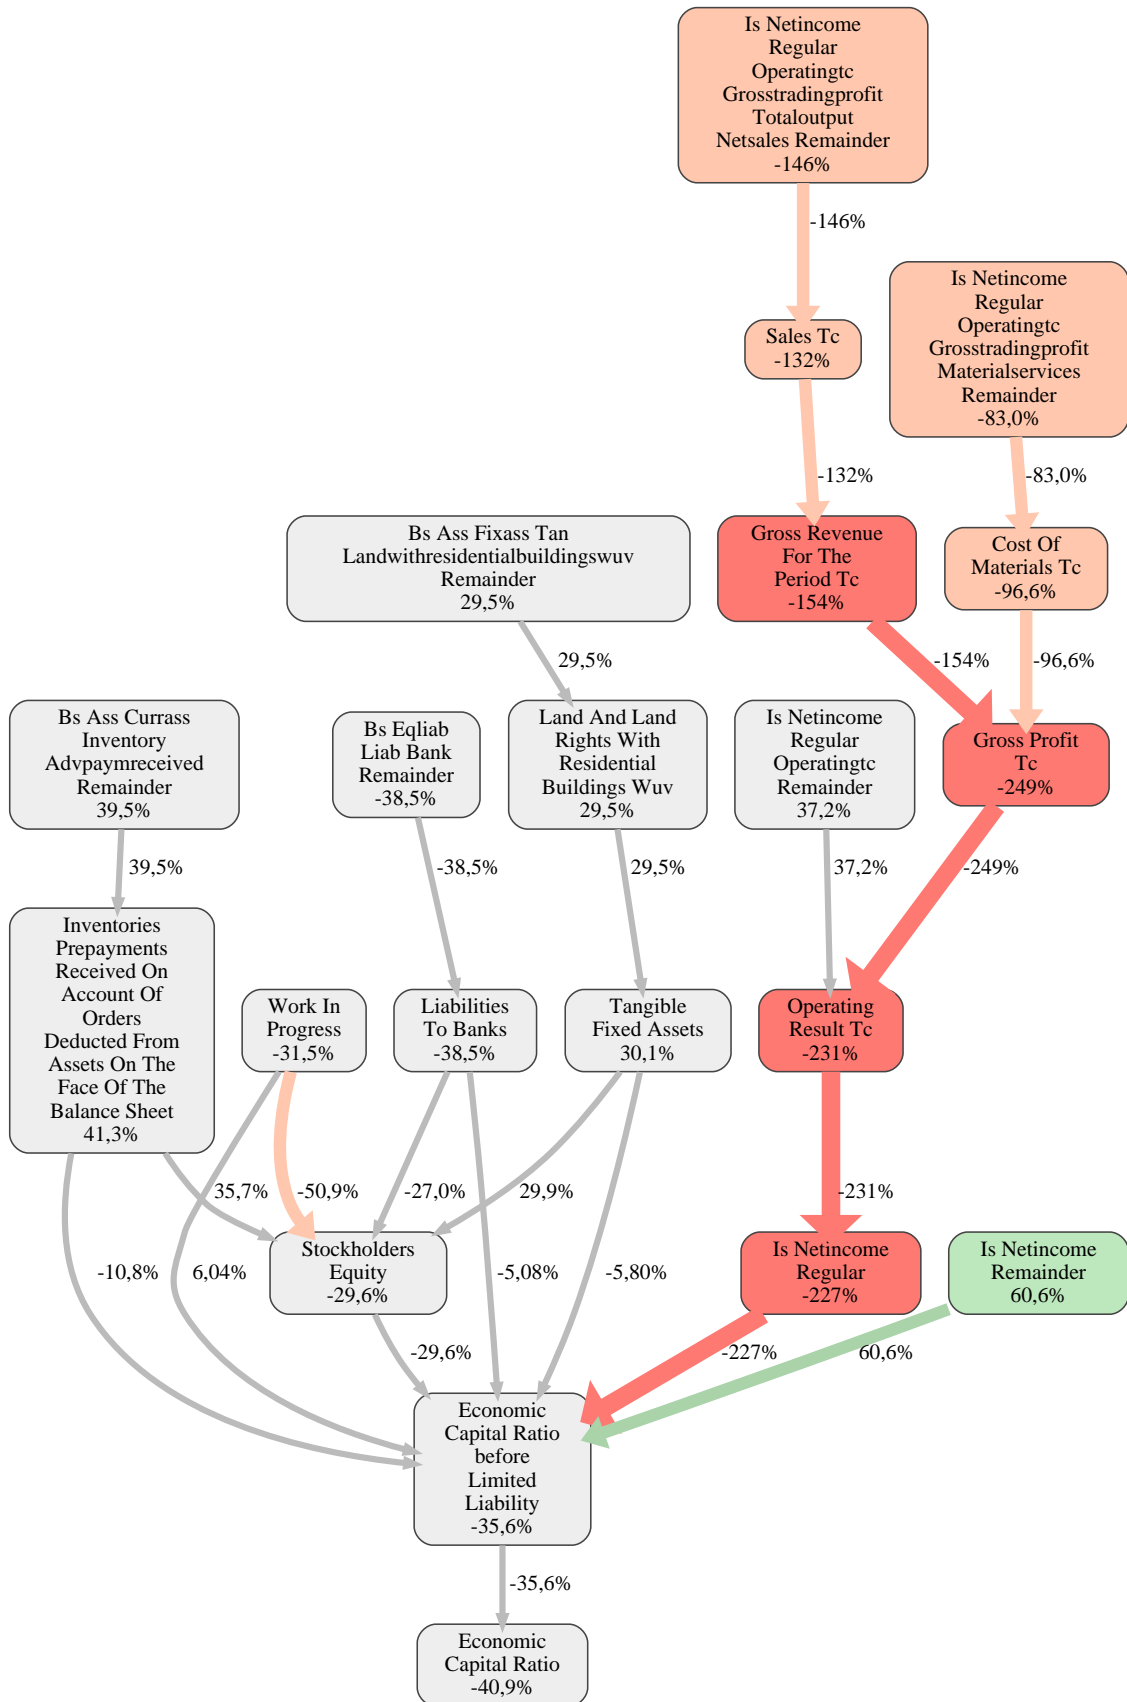 Is Netincome
Regular
Operatingtc
Grosstradingprofit
Totaloutput
Netsales Remainder
-146%
-146%
Is Netincome
Regular
Operatingtc
Grosstradingprofit
Materialservices
Remainder
-83,0%
Sales Tc
-132%
-132%
-83,0%
Bs Ass Fixass Tan
Landwithresidentialbuildingswuv
Remainder
29,5%
Gross Revenue
For The
Period Tc
-154%
Cost Of
Materials Tc
-96,6%
29,5%
-154%
-96,6%
Bs Ass Currass
Inventory
Advpaymreceived
Remainder
39,5%
Bs Eqliab
Liab Bank
Remainder
-38,5%
Land And Land
Rights With
Residential
Buildings Wuv
29,5%
Is Netincome
Regular
Operatingtc
Remainder
37,2%
Gross Profit
Tc
-249%
39,5%
-38,5%
29,5%
37,2%
-249%
Inventories
Prepayments
Received On
Account Of
Orders
Deducted From
Assets On The
Face Of The
Balance Sheet
41,3%
Work In
Progress
-31,5%
Liabilities
To Banks
-38,5%
Tangible
Fixed Assets
30,1%
Operating
Result Tc
-231%
35,7%
-50,9%
-27,0%
29,9%
-231%
-10,8%
6,04%
Stockholders
Equity
-29,6%
-5,08%
-5,80%
Is Netincome
Regular
-227%
Is Netincome
Remainder
60,6%
-29,6%
-227%
60,6%
Economic
Capital Ratio
before
Limited
Liability
-35,6%
-35,6%
Economic
Capital Ratio
-40,9%